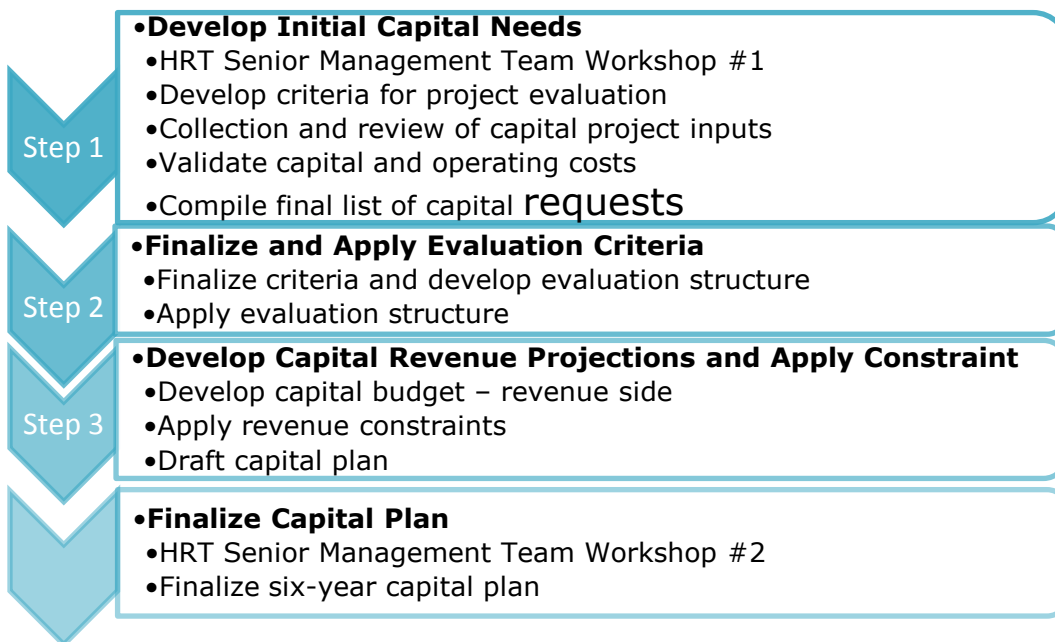 •Develop Initial Capital Needs
•HRT Senior Management Team Workshop #1
•Develop criteria for project evaluation
Step 1
•Collection and review of capital project inputs
•Validate capital and operating costs
•Compile final list of capital requests
•Finalize and Apply Evaluation Criteria
•Finalize criteria and develop evaluation structure
Step 2
•Apply evaluation structure
•Develop Capital Revenue Projections and Apply Constraint
•Develop capital budget – revenue side
Step 3
•Apply revenue constraints
•Draft capital plan
•Finalize Capital Plan
•HRT Senior Management Team Workshop #2
•Finalize six-year capital plan